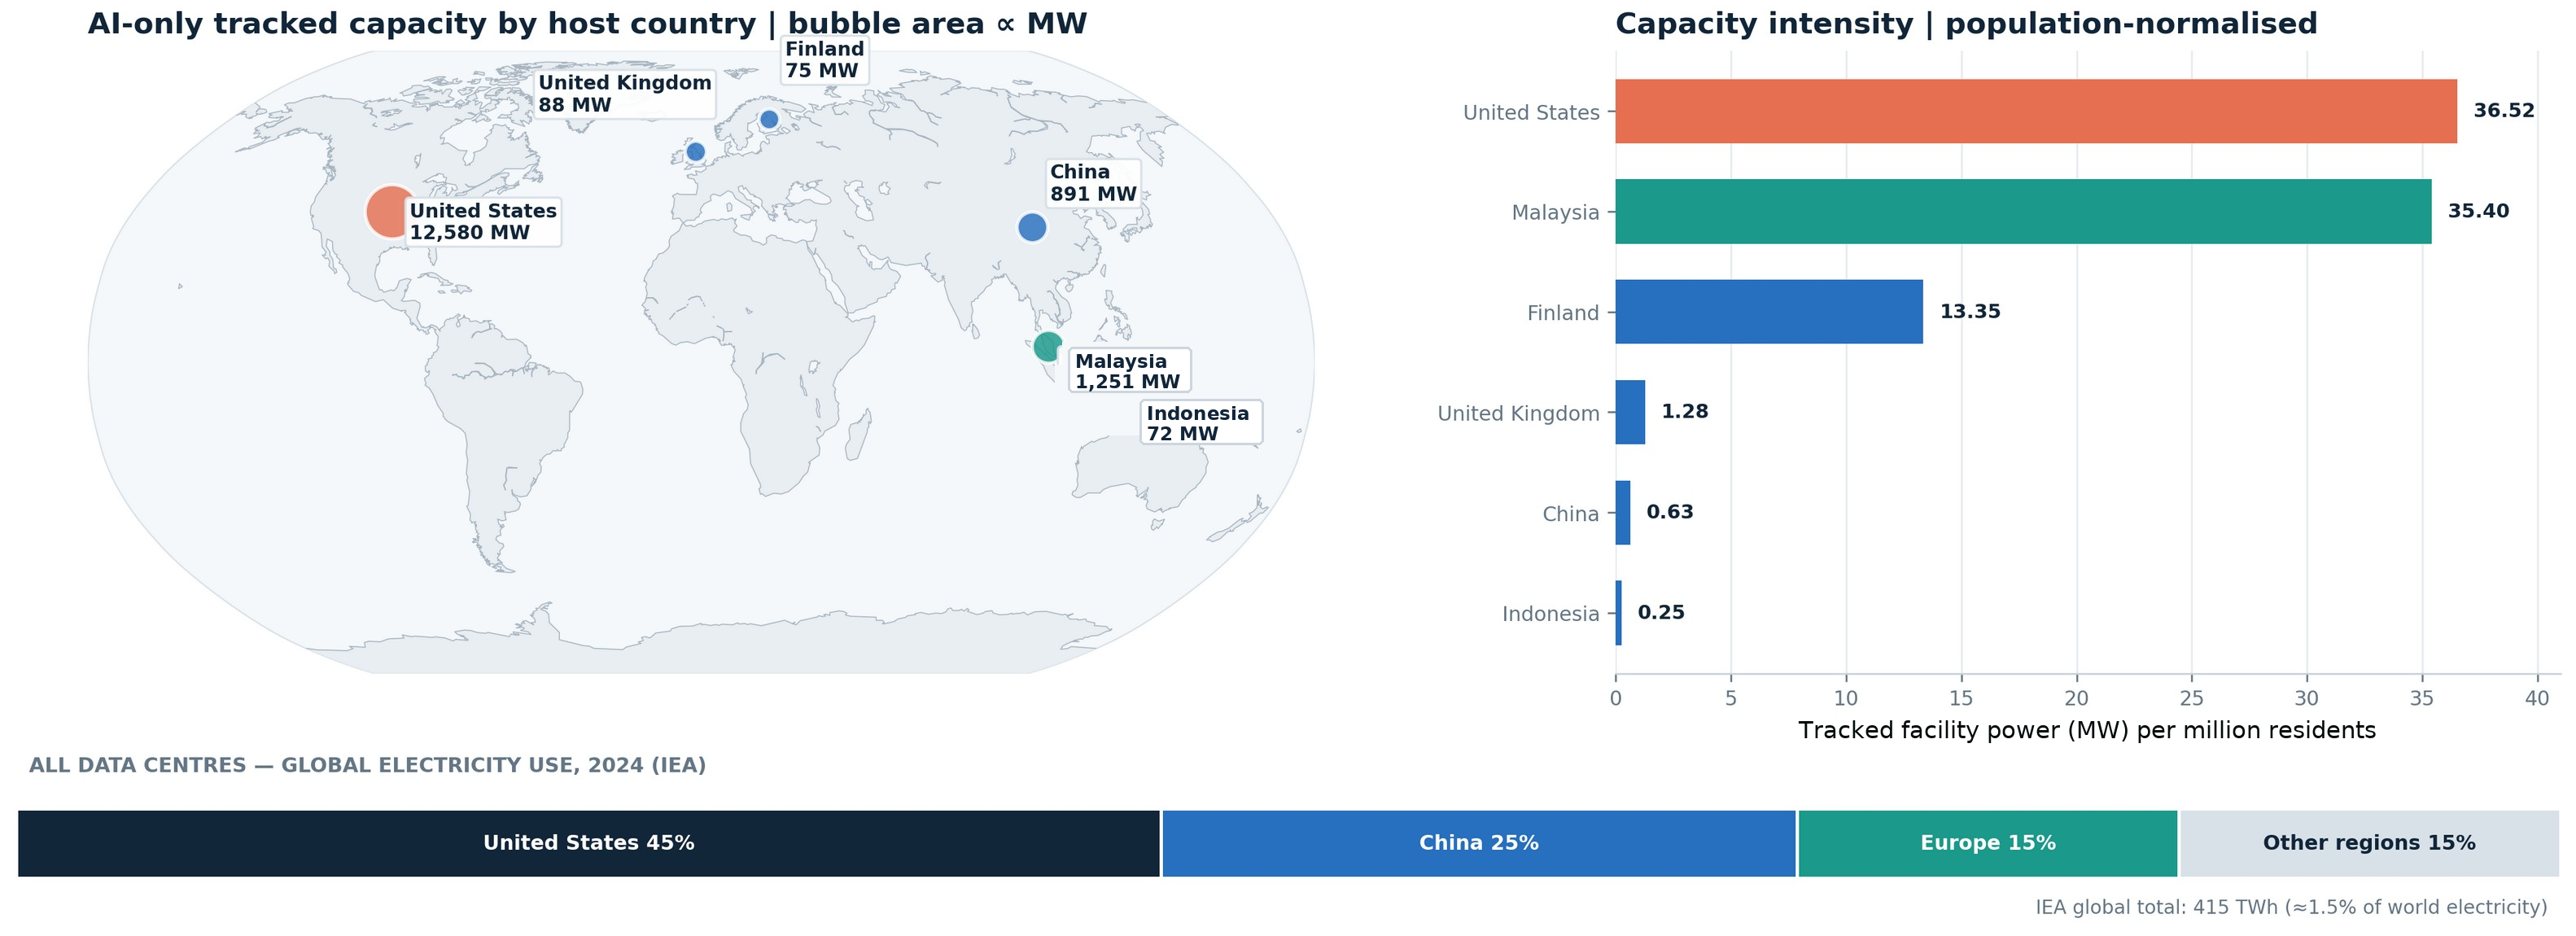 AI-only tracked capacity by host country | bubble area ∝ MW
Finland
75 MW
United Kingdom
88 MW
China
891 MW
United States
12,580 MW
Malaysia
1,251 MW
Indonesia
72 MW
Capacity intensity | population-normalised
United States
36.52
Malaysia
35.40
Finland
13.35
United Kingdom
1.28
China
0.63
Indonesia
0.25
0 5 10 15 20 25 30 35 40
Tracked facility power (MW) per million residents
ALL DATA CENTRES — GLOBAL ELECTRICITY USE, 2024 (IEA)
United States 45%
China 25%
Europe 15%
Other regions 15%
IEA global total: 415 TWh (≈1.5% of world electricity)